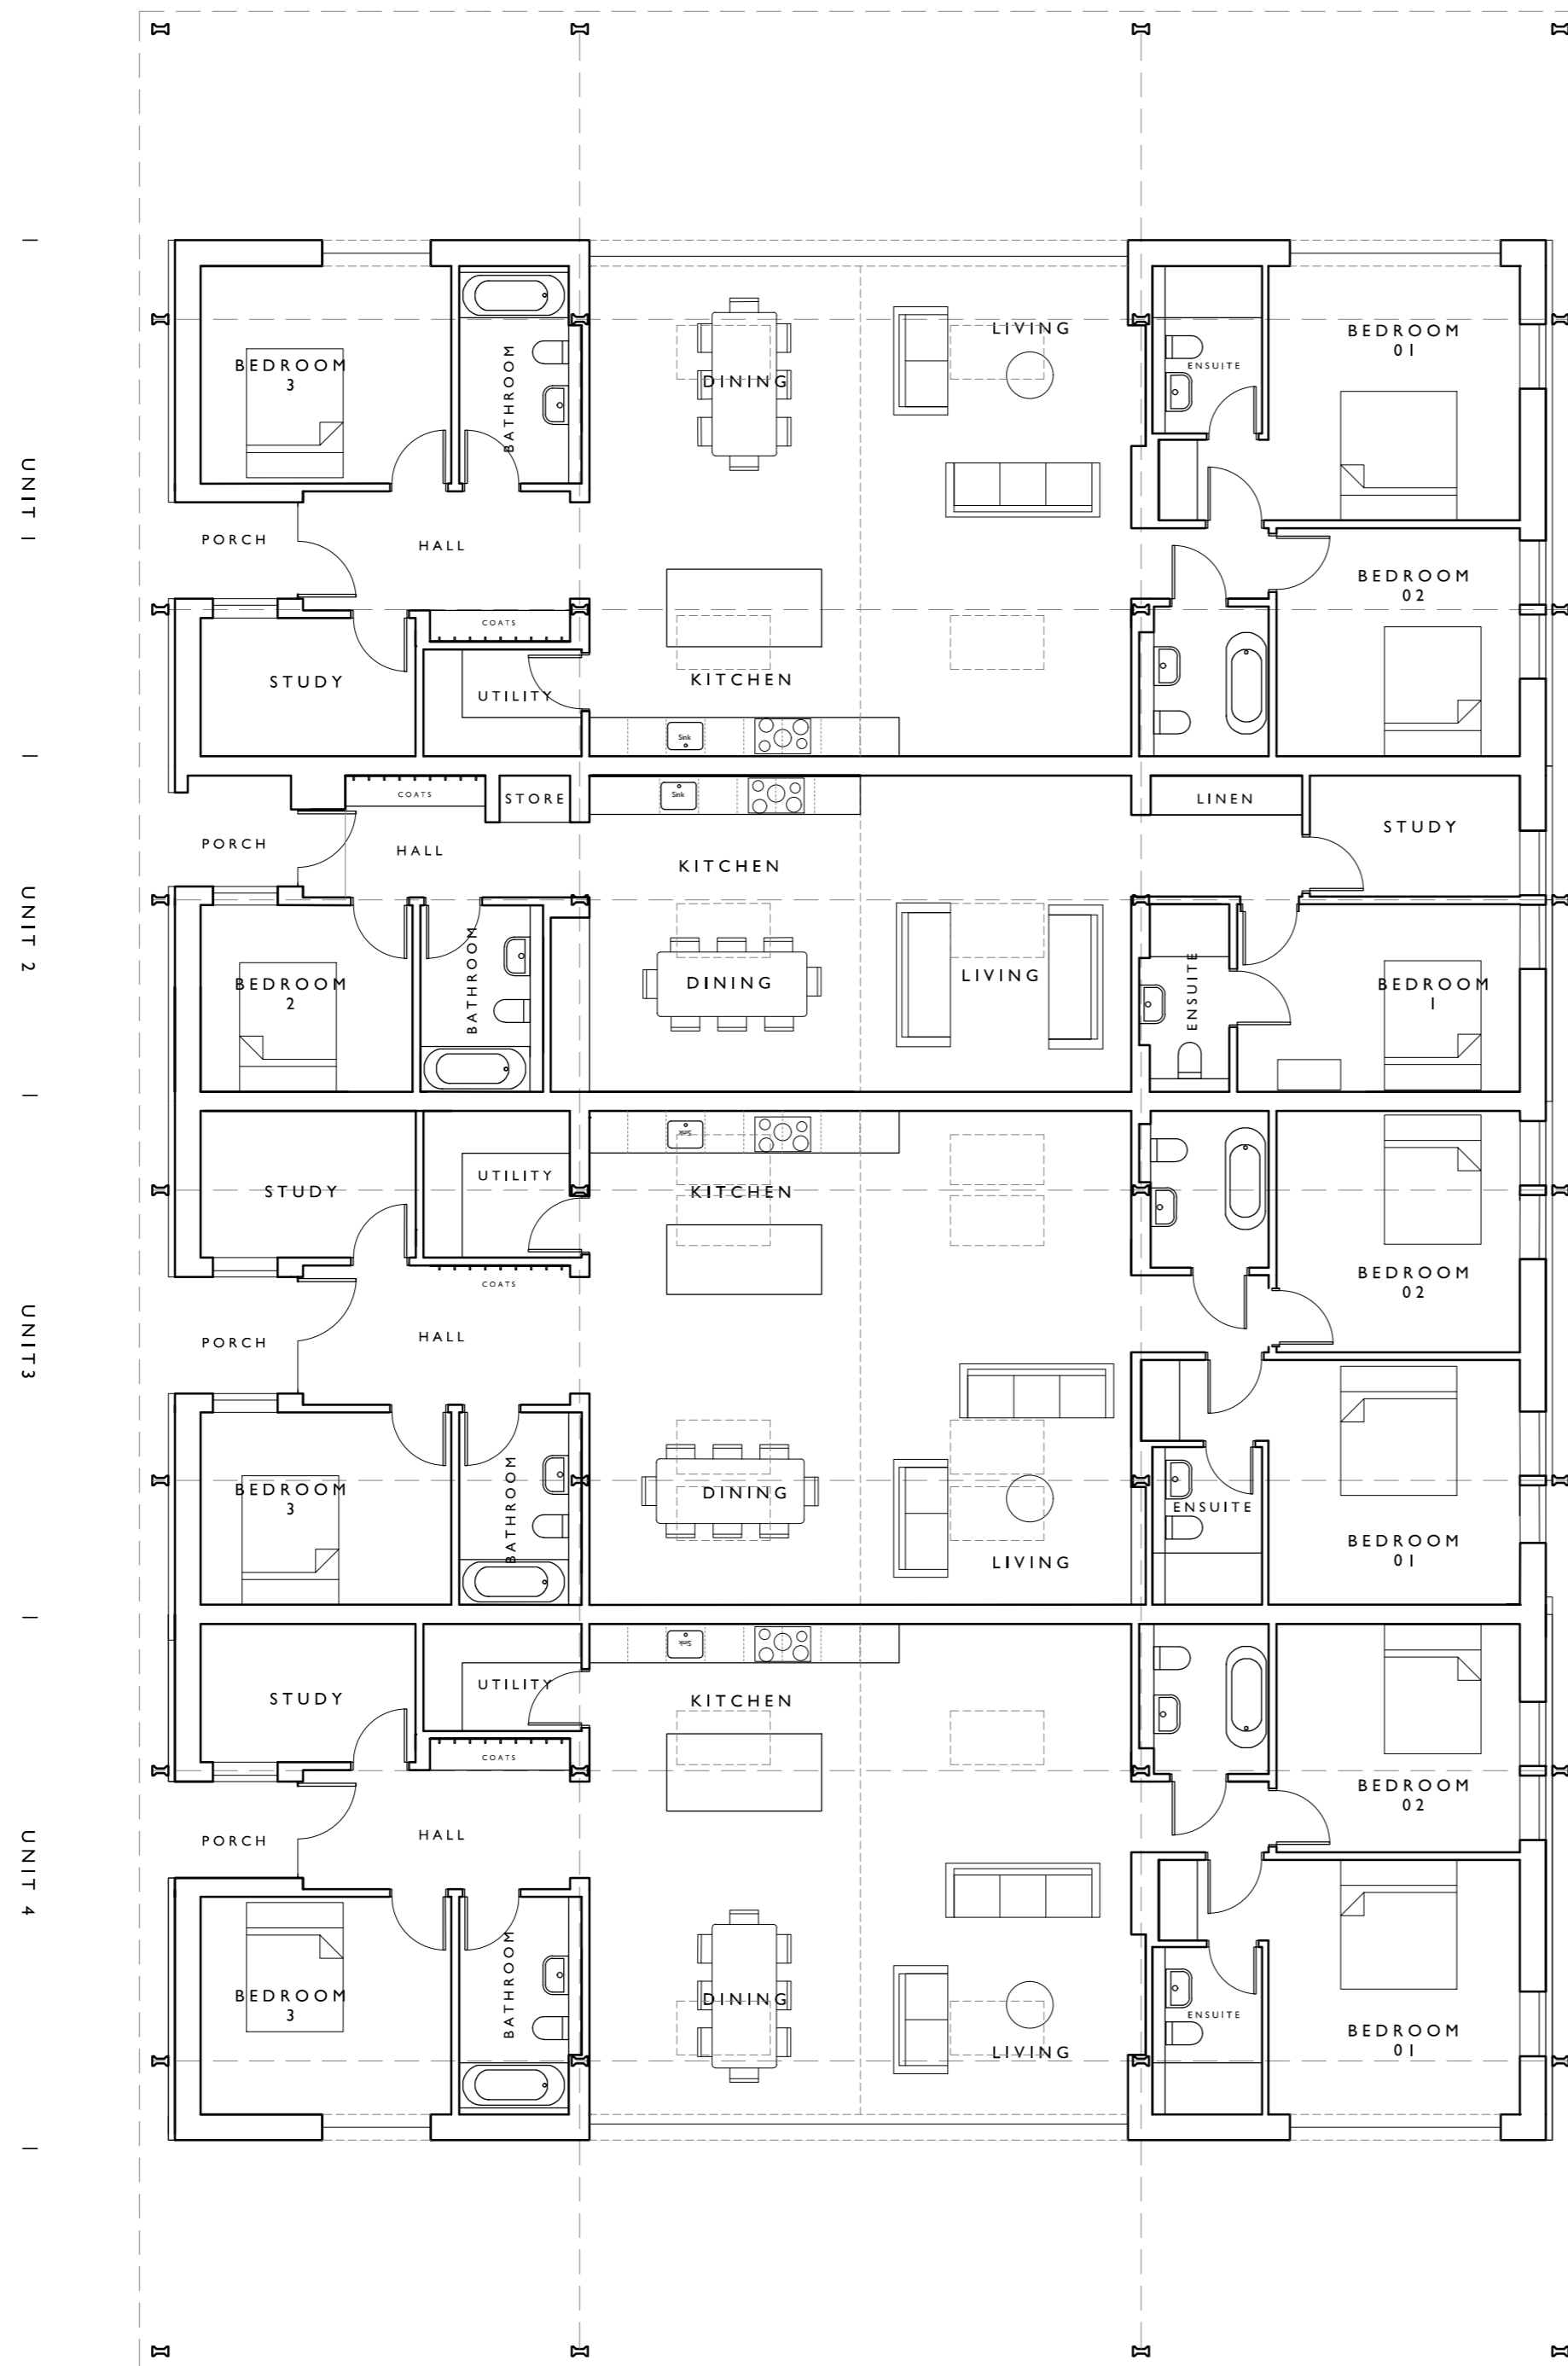 UNIT 1
BEDROOM
3
BATHROOM
DINING
LIVING
ENSUITE
BEDROOM
01
PORCH
HALL
COATS
STUDY
UTILITY
KITCHEN
Sink
BEDROOM
02
UNIT 2
COATS
STORE
Sink
LINEN
STUDY
PORCH
HALL
KITCHEN
BEDROOM
2
BATHROOM
DINING
LIVING
ENSUITE
BEDROOM
1
UNIT3
STUDY
UTILITY
Sink
KITCHEN
COATS
BEDROOM
02
PORCH
HALL
BEDROOM
3
BATHROOM
DINING
LIVING
ENSUITE
BEDROOM
01
UNIT 4
STUDY
UTILITY
Sink
KITCHEN
COATS
BEDROOM
02
PORCH
HALL
BEDROOM
3
BATHROOM
DINING
LIVING
ENSUITE
BEDROOM
01